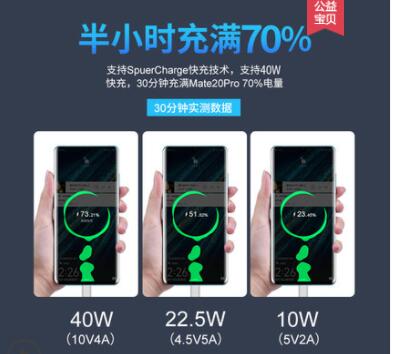 公益
宝贝
半小时充满70%
支持SpuerCharge快充技术，支持40W
快充，30分钟充满Mate20Pro 70%电量
30分钟实测数据
73.21%
51.82%
23.45%
40W
22.5W
10W
(10V4A)
(4.5V5A)
(5V2A)